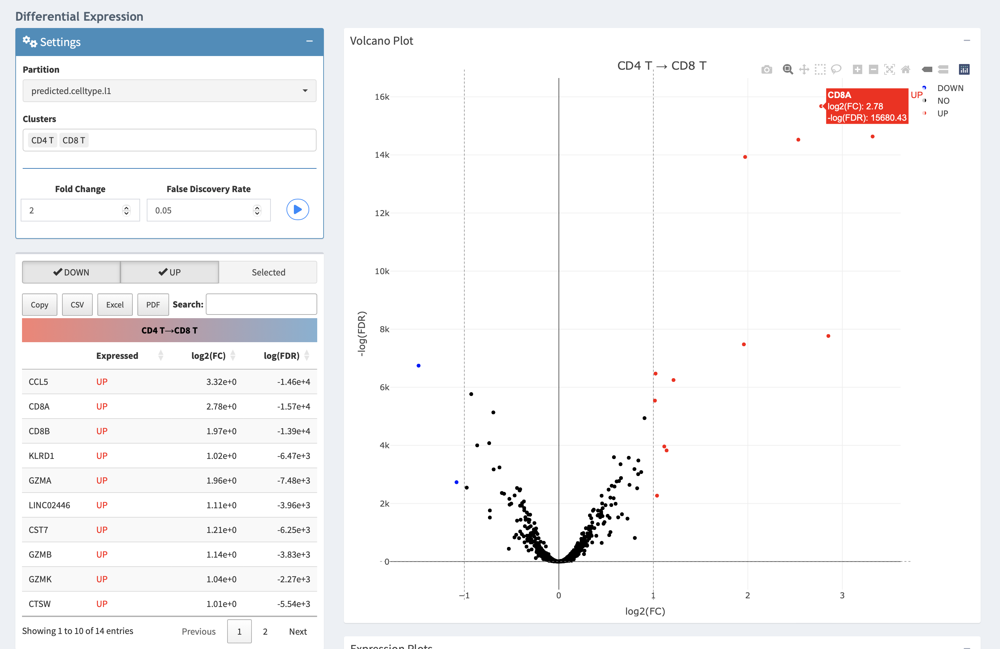 Differential Expression
Settings
Partition
predicted.celltype.l1
Clusters
CD4 T CD8 T
Fold Change False Discovery Rate
2 0.05
DOWN UP Selected
Copy CSV Excel PDF Search:
CD4 T→CD8 T
Expressed log2(FC) log(FDR)
CCL5 UP 3.32e+0 -1.46e+4
CD8A UP 2.78e+0 -1.57e+4
CD8B UP 1.97e+0 -1.39e+4
KLRD1 UP 1.02e+0 -6.47e+3
GZMA UP 1.96e+0 -7.48e+3
LINC02446 UP 1.11e+0 -3.96e+3
CST7 UP 1.21e+0 -6.25e+3
GZMB UP 1.14e+0 -3.83e+3
GZMK UP 1.04e+0 -2.27e+3
CTSW UP 1.01e+0 -5.54e+3
Showing 1 to 10 of 14 entries Previous 1 2 Next
Volcano Plot
CD4 T → CD8 T
DOWN
NO
UP
CD8A UP
log2(FC): 2.78
-log(FDR): 15680.43
16k
14k
12k
10k
8k
6k
4k
2k
0
-log(FDR)
−1 0 1 2 3
log2(FC)
Expression Plots